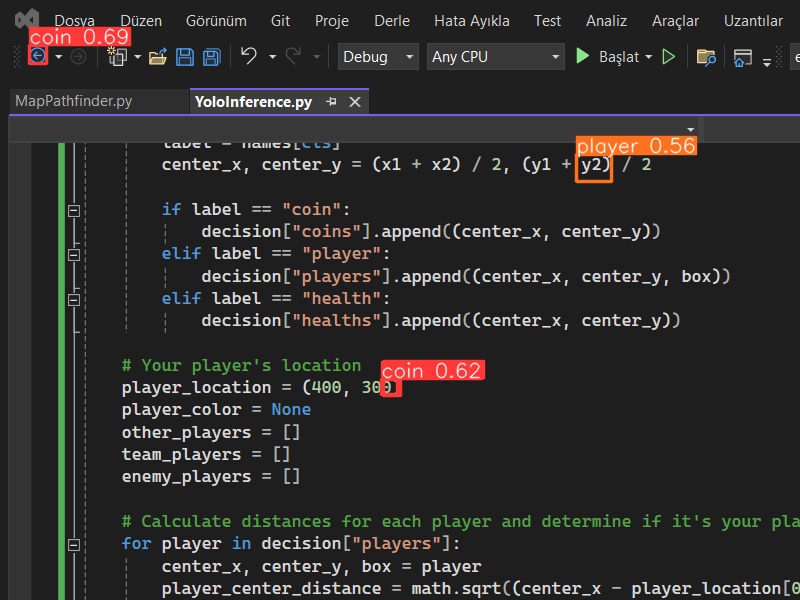 Dosya Düzen Görünüm Git Proje Derle Hata Ayıkla Test Analiz Araçlar Uzantılar
coin 0.69
Debug Any CPU Başlat
MapPathfinder.py YoloInference.py
label = names[cls]
player 0.56
center_x, center_y = (x1 + x2) / 2, (y1 + y2) / 2
if label == "coin":
decision["coins"].append((center_x, center_y))
elif label == "player":
decision["players"].append((center_x, center_y, box))
elif label == "health":
decision["healths"].append((center_x, center_y))
# Your player's location
coin 0.62
player_location = (400, 300
player_color = None
other_players = []
team_players = []
enemy_players = []
# Calculate distances for each player and determine if it's your pla
for player in decision["players"]:
center_x, center_y, box = player
player_center_distance = math.sqrt((center_x - player_location[0